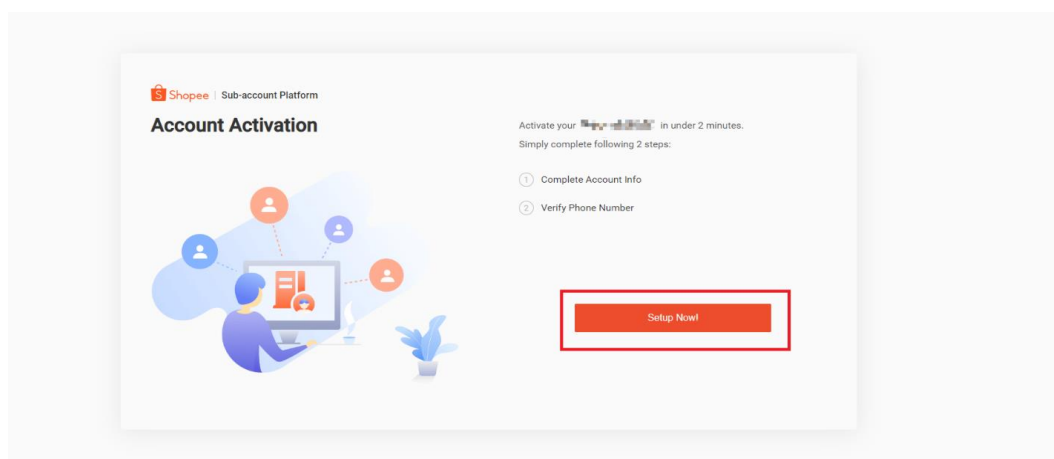 Shopee | Sub-account Platform
Account Activation
Activate your in under 2 minutes.
Simply complete following 2 steps:
1 Complete Account Info
2 Verify Phone Number
Setup Now!